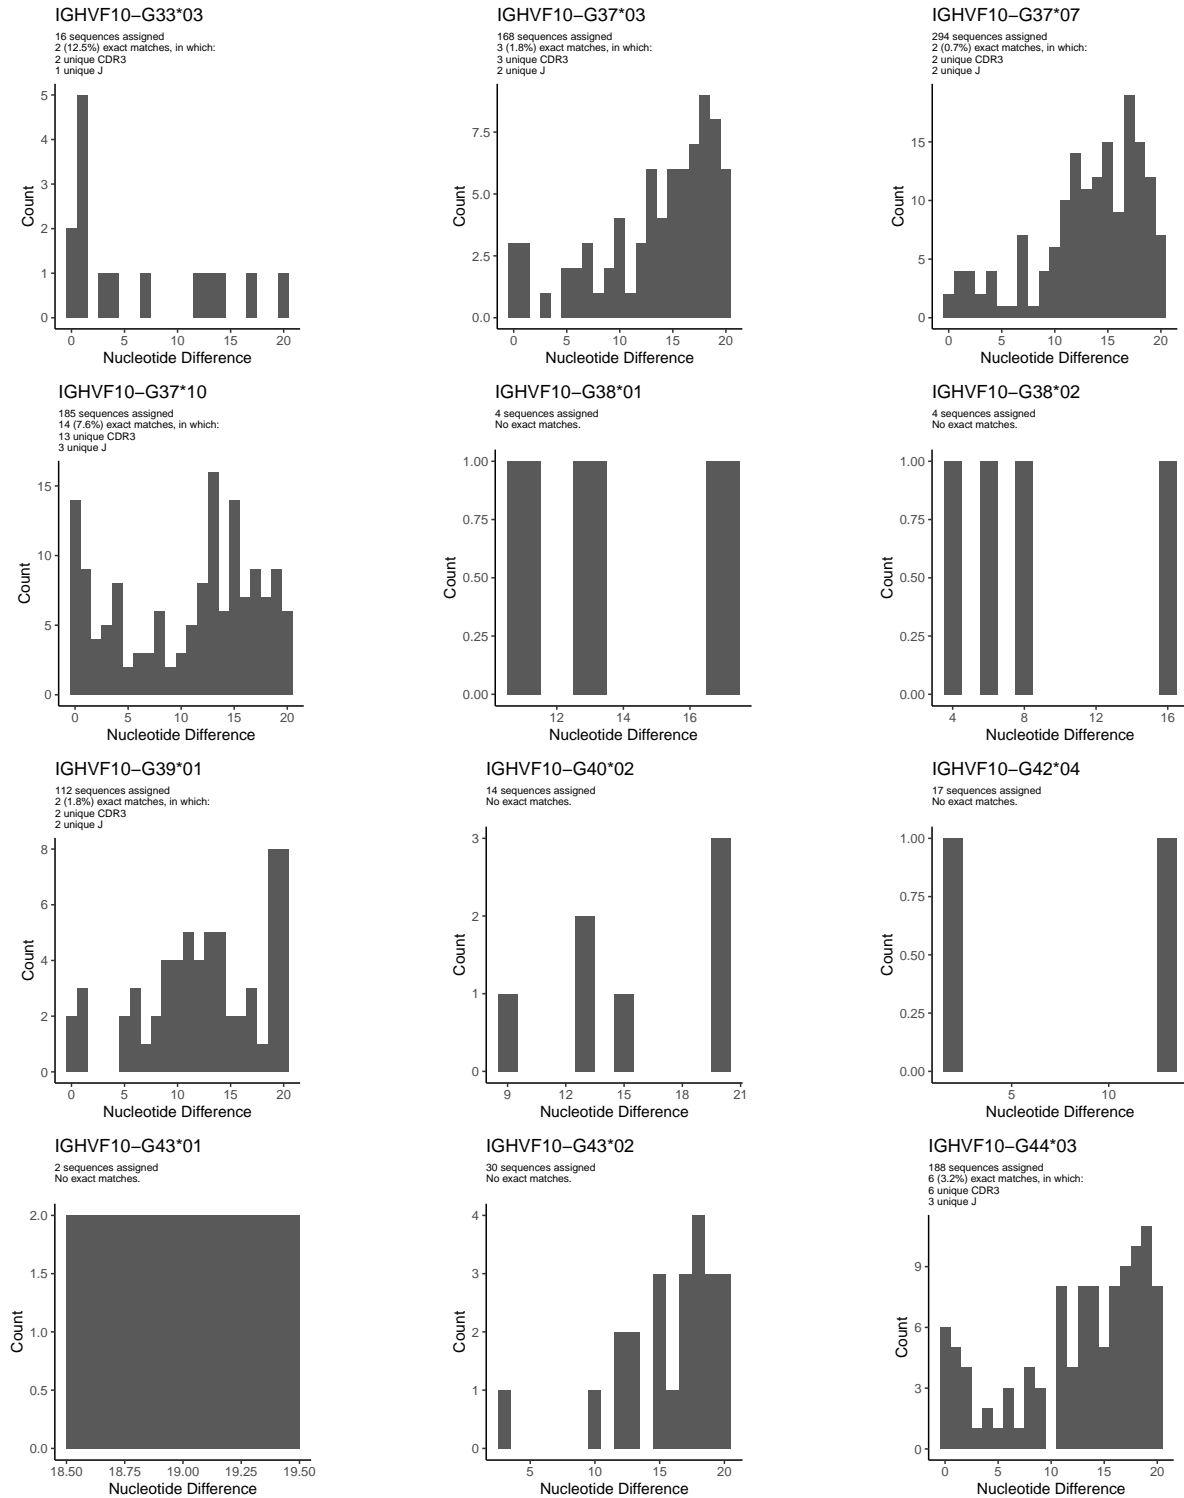 IGHVF10−G33*03
16 sequences assigned
2 (12.5%) exact matches, in which:
2 unique CDR3
1 unique J
5
4
3
2
1
0
Count
0 5 10 15 20
Nucleotide Difference
IGHVF10−G37*03
168 sequences assigned
3 (1.8%) exact matches, in which:
3 unique CDR3
2 unique J
7.5
5.0
2.5
0.0
Count
0 5 10 15 20
Nucleotide Difference
IGHVF10−G37*07
294 sequences assigned
2 (0.7%) exact matches, in which:
2 unique CDR3
2 unique J
15
10
5
0
Count
0 5 10 15 20
Nucleotide Difference
IGHVF10−G37*10
185 sequences assigned
14 (7.6%) exact matches, in which:
13 unique CDR3
3 unique J
15
10
5
0
Count
0 5 10 15 20
Nucleotide Difference
IGHVF10−G38*01
4 sequences assigned
No exact matches.
1.00
0.75
0.50
0.25
0.00
Count
12 14 16
Nucleotide Difference
IGHVF10−G38*02
4 sequences assigned
No exact matches.
1.00
0.75
0.50
0.25
0.00
Count
4 8 12 16
Nucleotide Difference
IGHVF10−G39*01
112 sequences assigned
2 (1.8%) exact matches, in which:
2 unique CDR3
2 unique J
8
6
4
2
0
Count
0 5 10 15 20
Nucleotide Difference
IGHVF10−G40*02
14 sequences assigned
No exact matches.
3
2
1
0
Count
9 12 15 18 21
Nucleotide Difference
IGHVF10−G42*04
17 sequences assigned
No exact matches.
1.00
0.75
0.50
0.25
0.00
Count
5 10
Nucleotide Difference
IGHVF10−G43*01
2 sequences assigned
No exact matches.
2.0
1.5
1.0
0.5
0.0
Count
18.50 18.75 19.00 19.25 19.50
Nucleotide Difference
IGHVF10−G43*02
30 sequences assigned
No exact matches.
4
3
2
1
0
Count
5 10 15 20
Nucleotide Difference
IGHVF10−G44*03
188 sequences assigned
6 (3.2%) exact matches, in which:
6 unique CDR3
3 unique J
9
6
3
0
Count
0 5 10 15 20
Nucleotide Difference